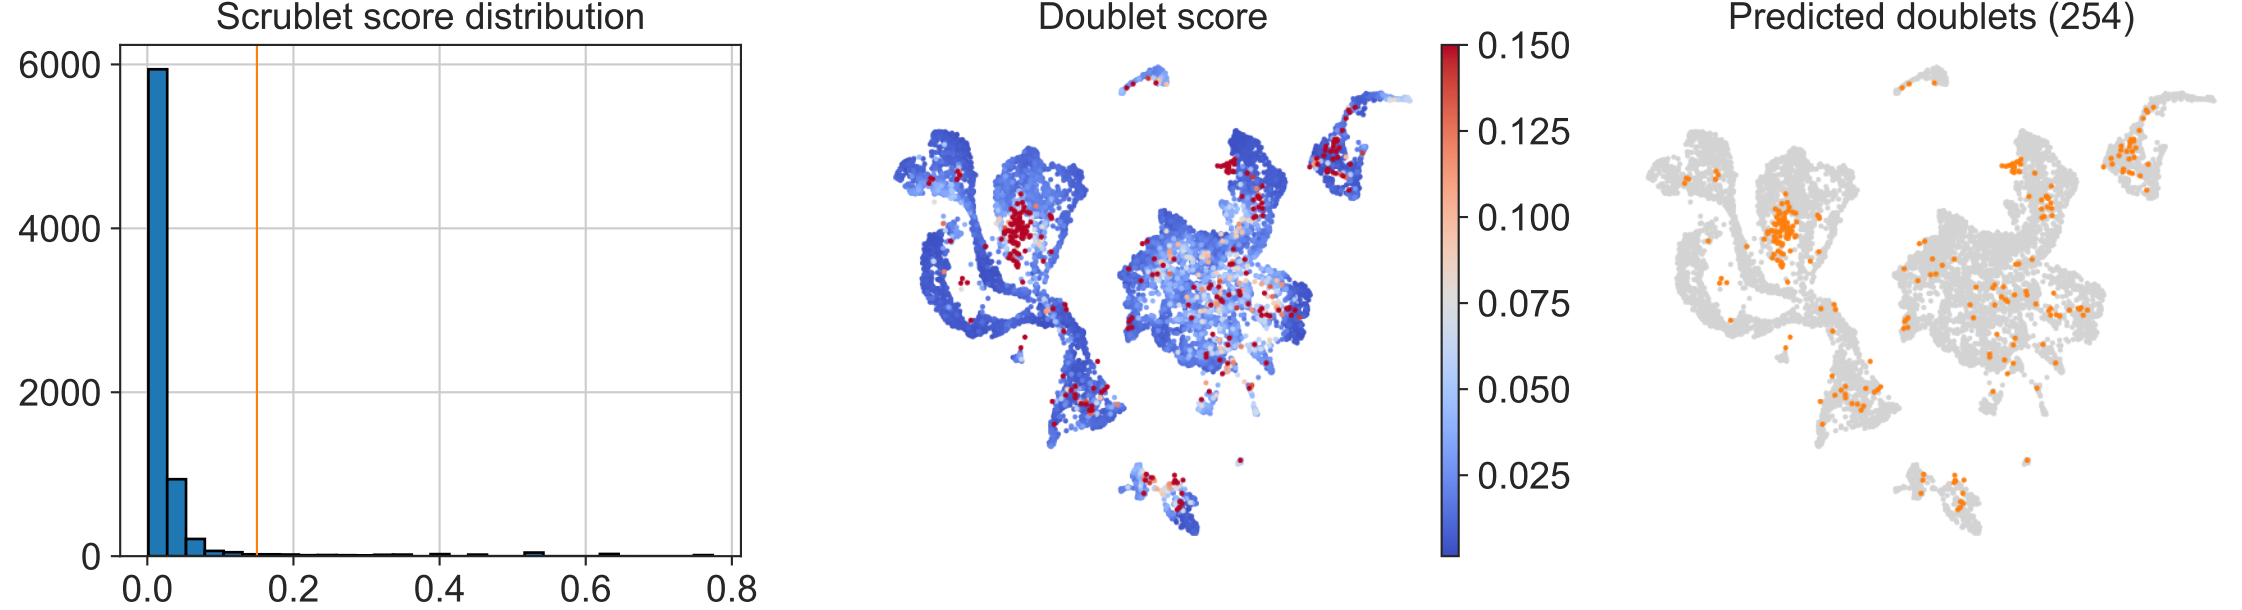 Scrublet score distribution
6000
4000
2000
0
0.0 0.2 0.4 0.6 0.8
Doublet score
0.150
0.125
0.100
0.075
0.050
0.025
Predicted doublets (254)